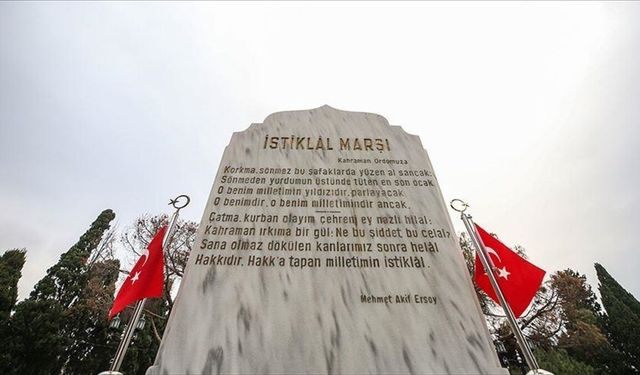 İSTİKLÂL MARŞI
Kahraman Ordumuza
Korkma, sönmez bu şafaklarda yüzen al sancak;
Sönmeden yurdumun üstünde tüten en son ocak.
O benim milletimin yıldızıdır, parlayacak,
O benimdir, o benim milletimindir ancak,
Çatma, kurban olayım çehreni ey nazlı hilal;
Kahraman ırkıma bir gül: Ne bu şiddet bu celal;
Sana olmaz dökülen kanlarımız sonra helâl
Hakkıdır, Hakk'a tapan milletimin istiklâl.
Mehmet Akif Ersoy